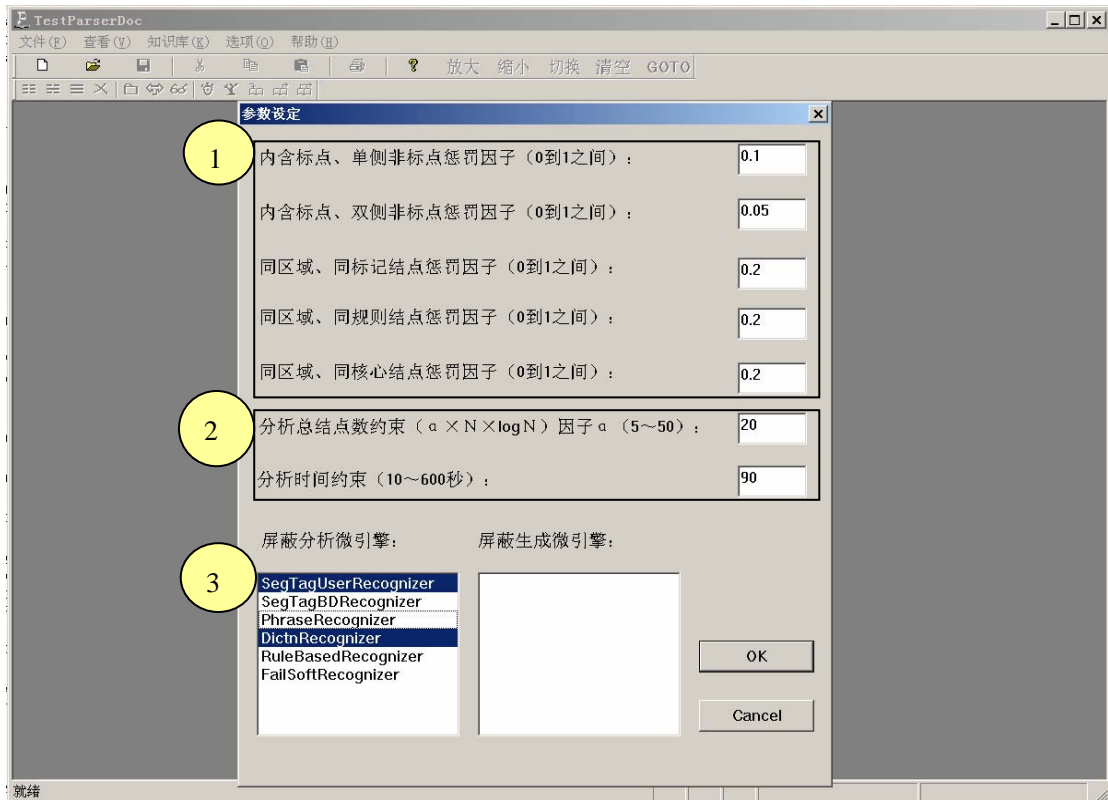 TestParserDoc
文件(F) 查看(V) 知识库(K) 选项(O) 帮助(H)
放大 缩小 切换 清空 GOTO
参数设定
1
内含标点、单侧非标点惩罚因子（0到1之间）： 0.1
内含标点、双侧非标点惩罚因子（0到1之间）： 0.05
同区域、同标记结点惩罚因子（0到1之间）： 0.2
同区域、同规则结点惩罚因子（0到1之间）： 0.2
同区域、同核心结点惩罚因子（0到1之间）： 0.2
2
分析总结点数约束（α×N×logN）因子α（5～50）： 20
分析时间约束（10～600秒）： 90
屏蔽分析微引擎： 屏蔽生成微引擎：
3
SegTagUserRecognizer
SegTagBDRecognizer
PhraseRecognizer
DictnRecognizer
RuleBasedRecognizer
FailSoftRecognizer
OK
Cancel
就绪